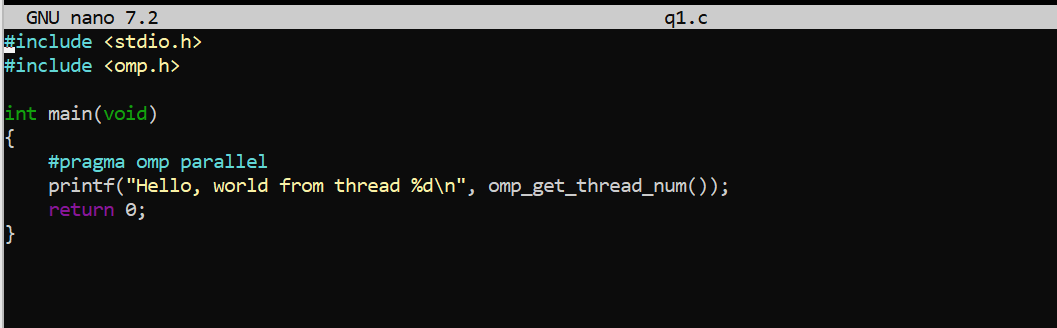 GNU nano 7.2 q1.c
#include <stdio.h>
#include <omp.h>
int main(void)
{
    #pragma omp parallel
    printf("Hello, world from thread %d\n", omp_get_thread_num());
    return 0;
}